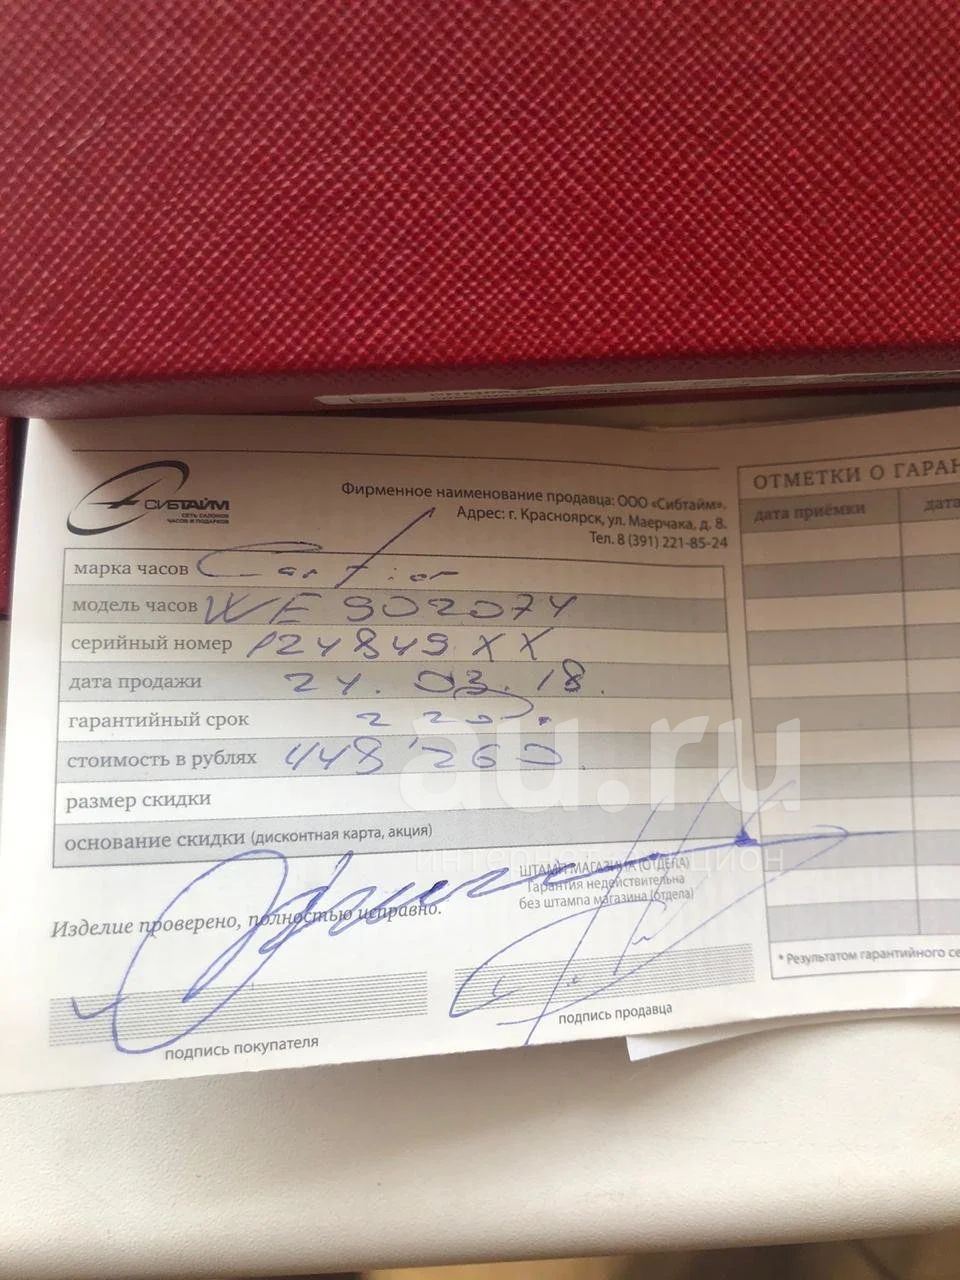 СИБТАЙМ
СЕТЬ САЛОНОВ
ЧАСОВ И ПОДАРКОВ
Фирменное наименование продавца: ООО «Сибтайм».
Адрес: г. Красноярск, ул. Маерчака, д. 8.
Тел. 8 (391) 221-85-24
марка часов Cartier
модель часов WE902074
серийный номер 124849XX
дата продажи 24.03.18.
гарантийный срок 2
стоимость в рублях 448'260
размер скидки
основание скидки (дисконтная карта, акция)
ШТАМП МАГАЗИНА (ОТДЕЛА)
Гарантия недействительна
без штампа магазина (отдела)
Изделие проверено, полностью исправно.
подпись покупателя
подпись продавца
ОТМЕТКИ О ГАРАН
дата приёмки
дата
* Результатом гарантийного се
au.ru
интернет-аукцион